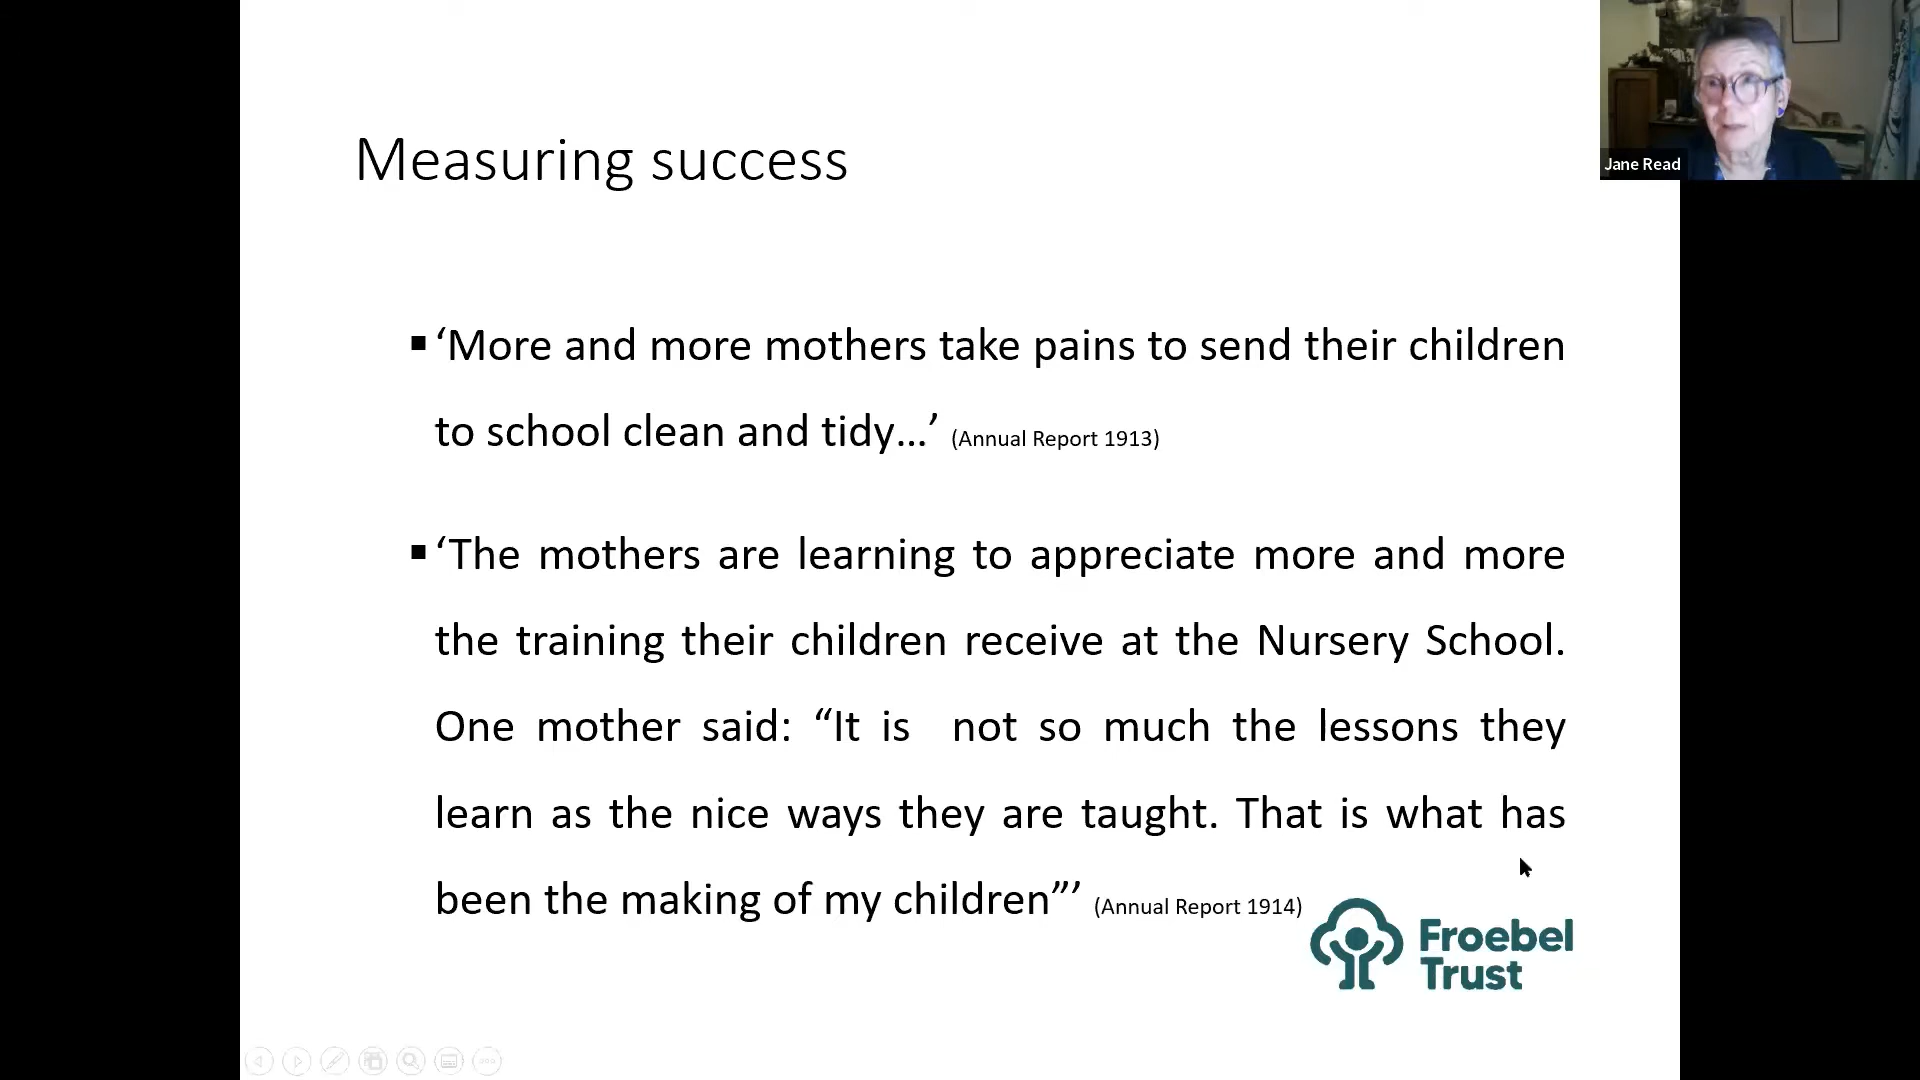 Measuring success
Jane Read
▪ ‘More and more mothers take pains to send their children
to school clean and tidy…’ (Annual Report 1913)
▪ ‘The mothers are learning to appreciate more and more
the training their children receive at the Nursery School.
One mother said: “It is  not so much the lessons they
learn as the nice ways they are taught. That is what has
been the making of my children”’ (Annual Report 1914)
Froebel
Trust